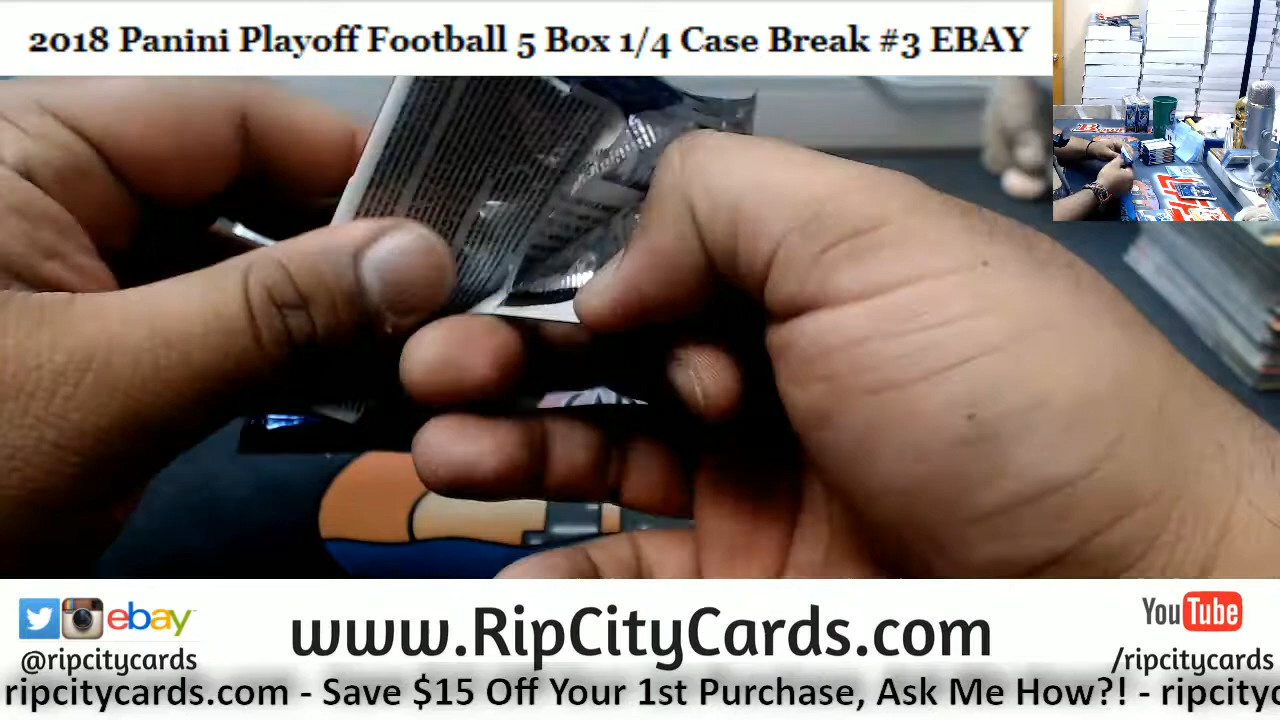 2018 Panini Playoff Football 5 Box 1/4 Case Break #3 EBAY
ebay
@ripcitycards
www.RipCityCards.com
YouTube
/ripcitycards
ripcitycards.com - Save $15 Off Your 1st Purchase, Ask Me How?! - ripcityc